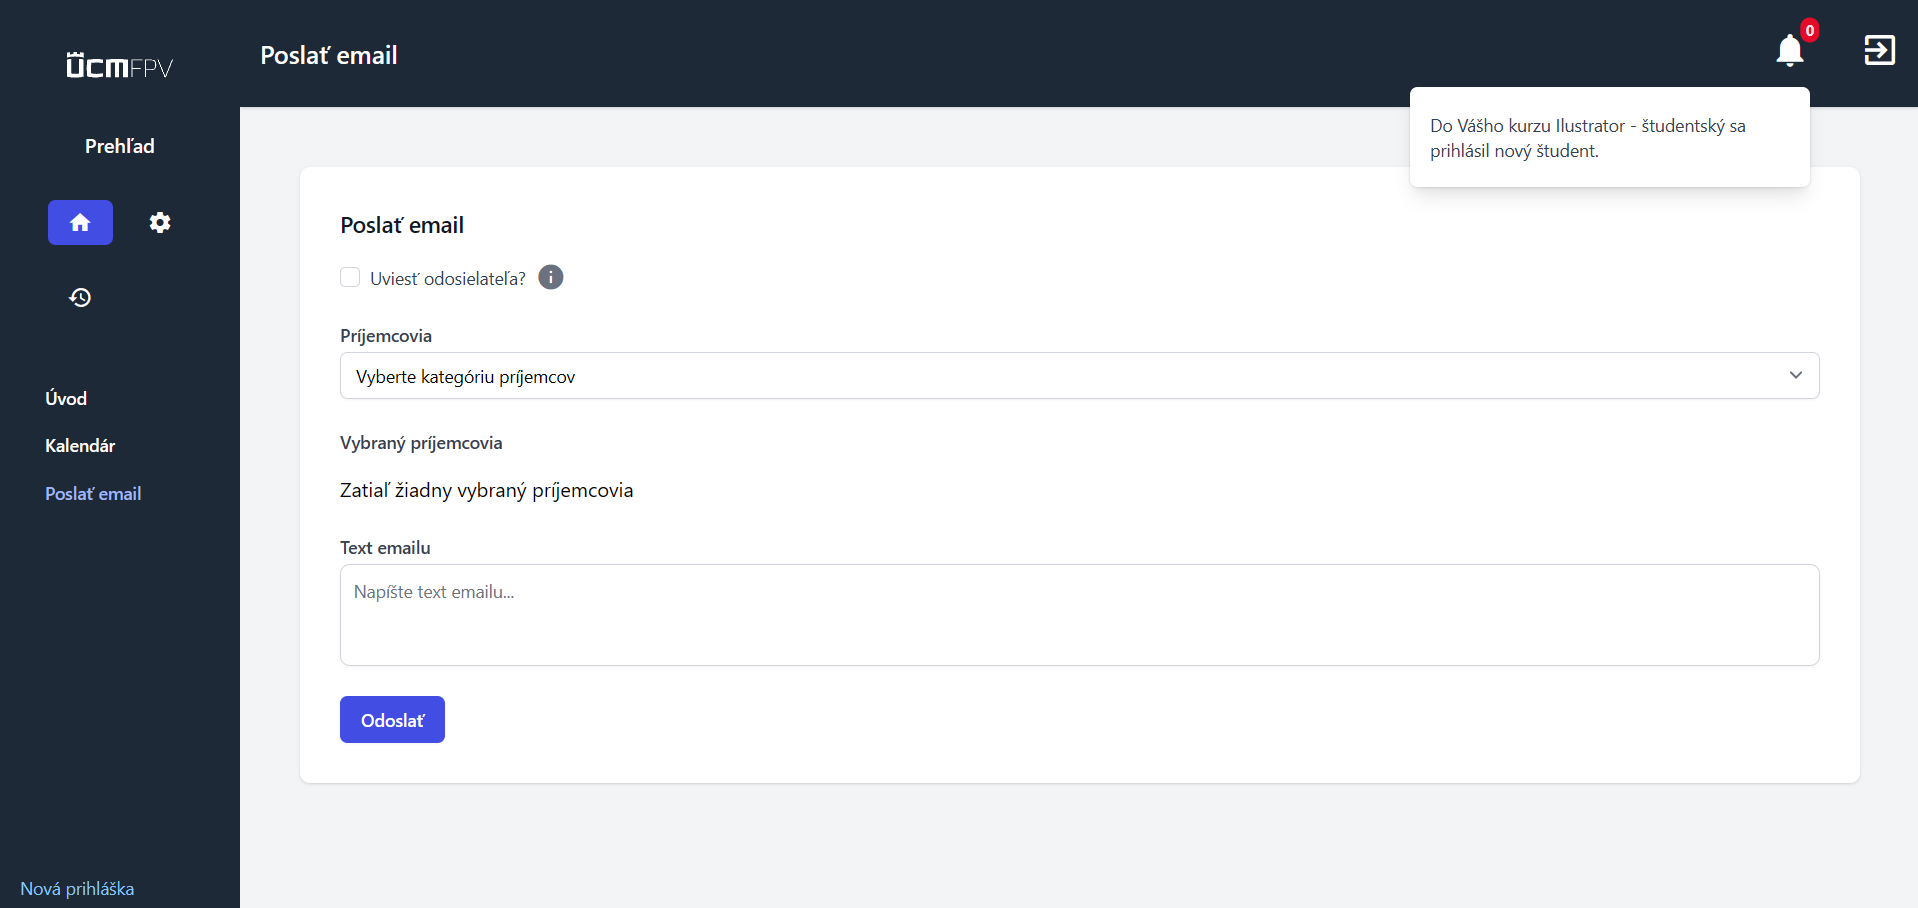 ÚCMFPV
Poslať email
0
Do Vášho kurzu Ilustrator - študentský sa
prihlásil nový študent.
Prehľad
Úvod
Kalendár
Poslať email
Nová prihláška
Poslať email
Uviesť odosielateľa?
Príjemcovia
Vyberte kategóriu príjemcov
Vybraný príjemcovia
Zatiaľ žiadny vybraný príjemcovia
Text emailu
Napíšte text emailu...
Odoslať